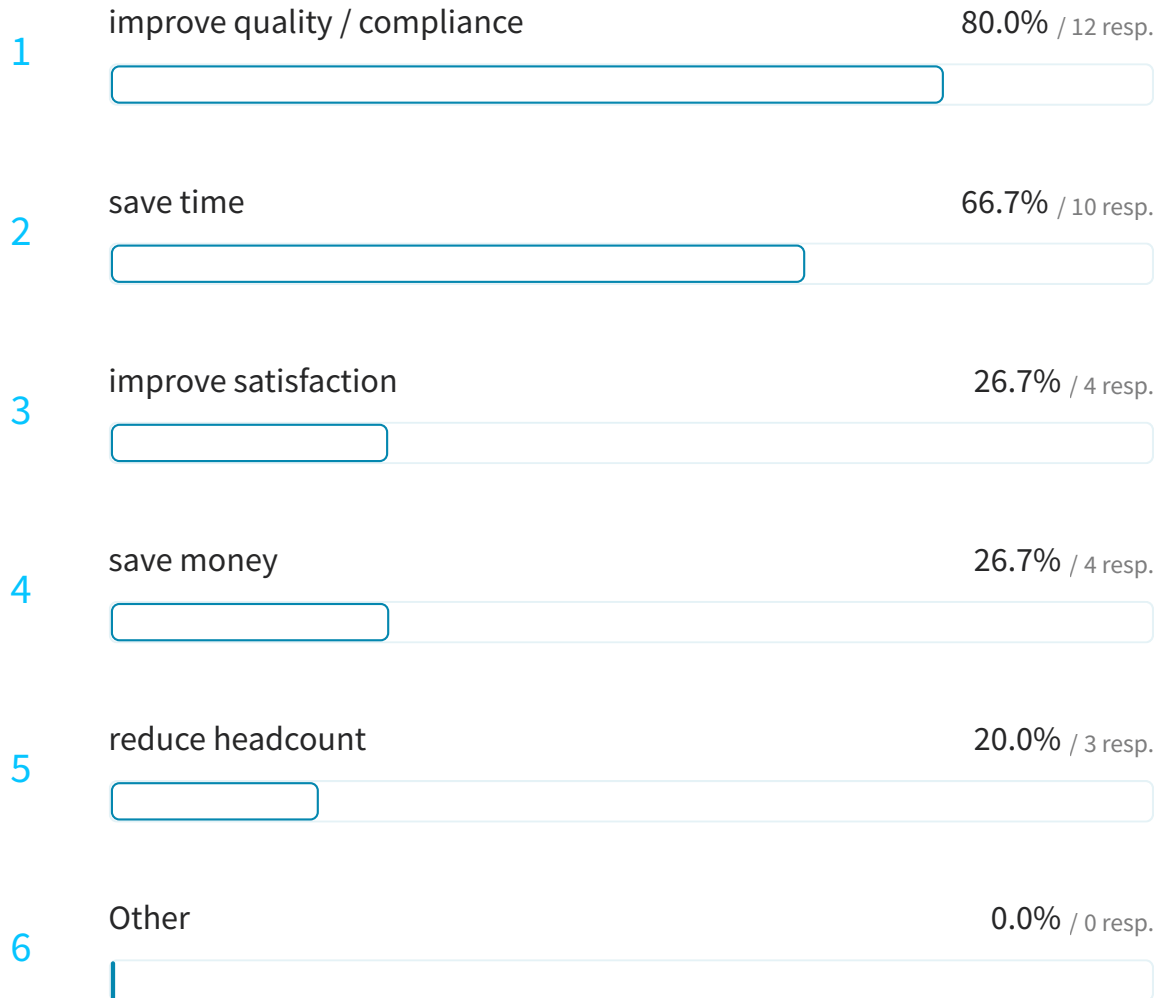 1
improve quality / compliance 80.0% / 12 resp.
2
save time 66.7% / 10 resp.
3
improve satisfaction 26.7% / 4 resp.
4
save money 26.7% / 4 resp.
5
reduce headcount 20.0% / 3 resp.
6
Other 0.0% / 0 resp.